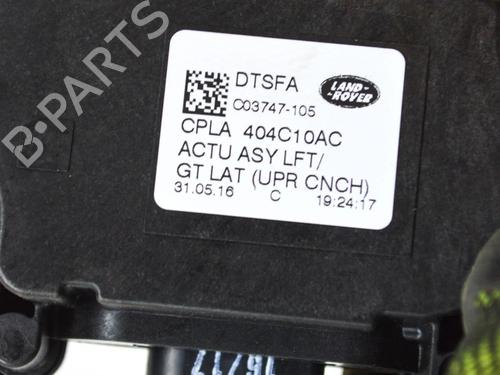 B-PARTS
DTSFA
LAND-
ROVER
C03747-105
CPLA 404C10AC
ACTU ASY LFT/
GT LAT (UPR CNCH)
31.05.16 C 19:24:17